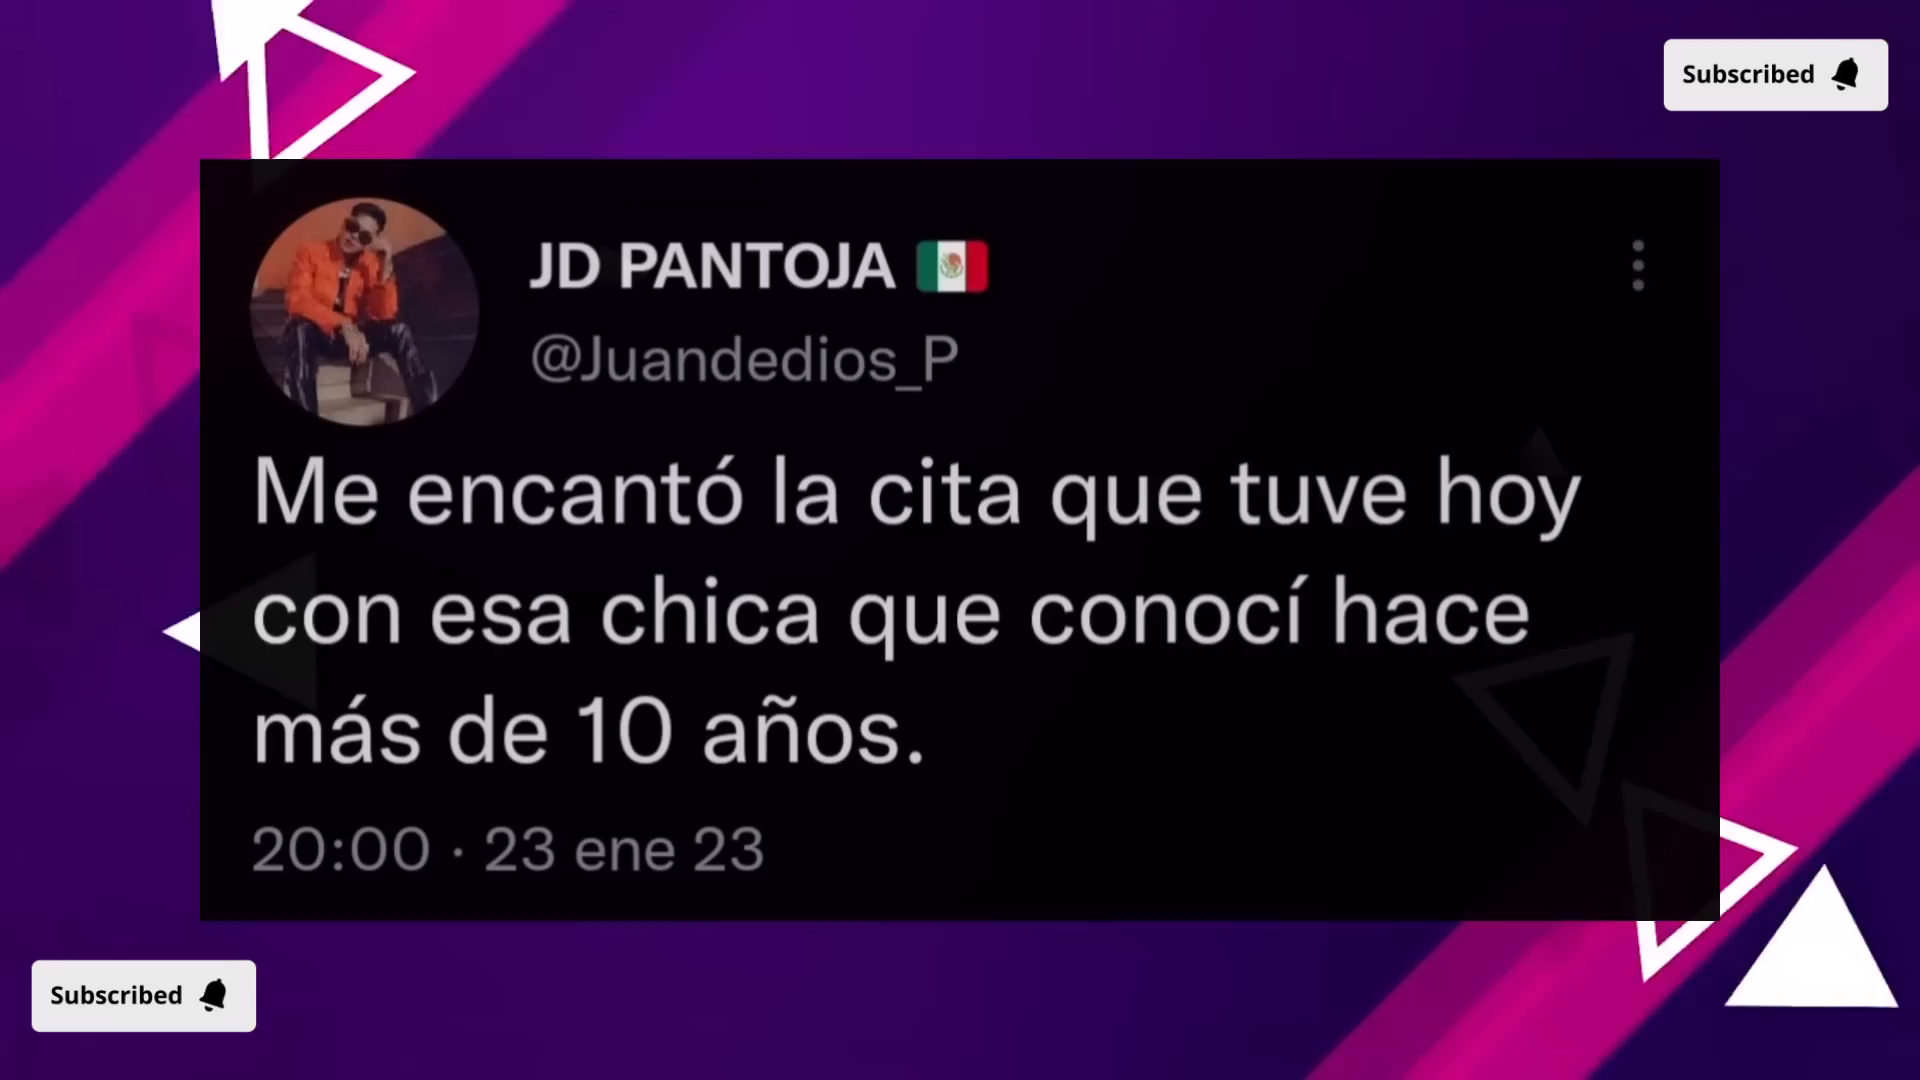 Subscribed
JD PANTOJA 🇲🇽
@Juandedios_P
Me encantó la cita que tuve hoy
con esa chica que conocí hace
más de 10 años.
20:00 · 23 ene 23
Subscribed